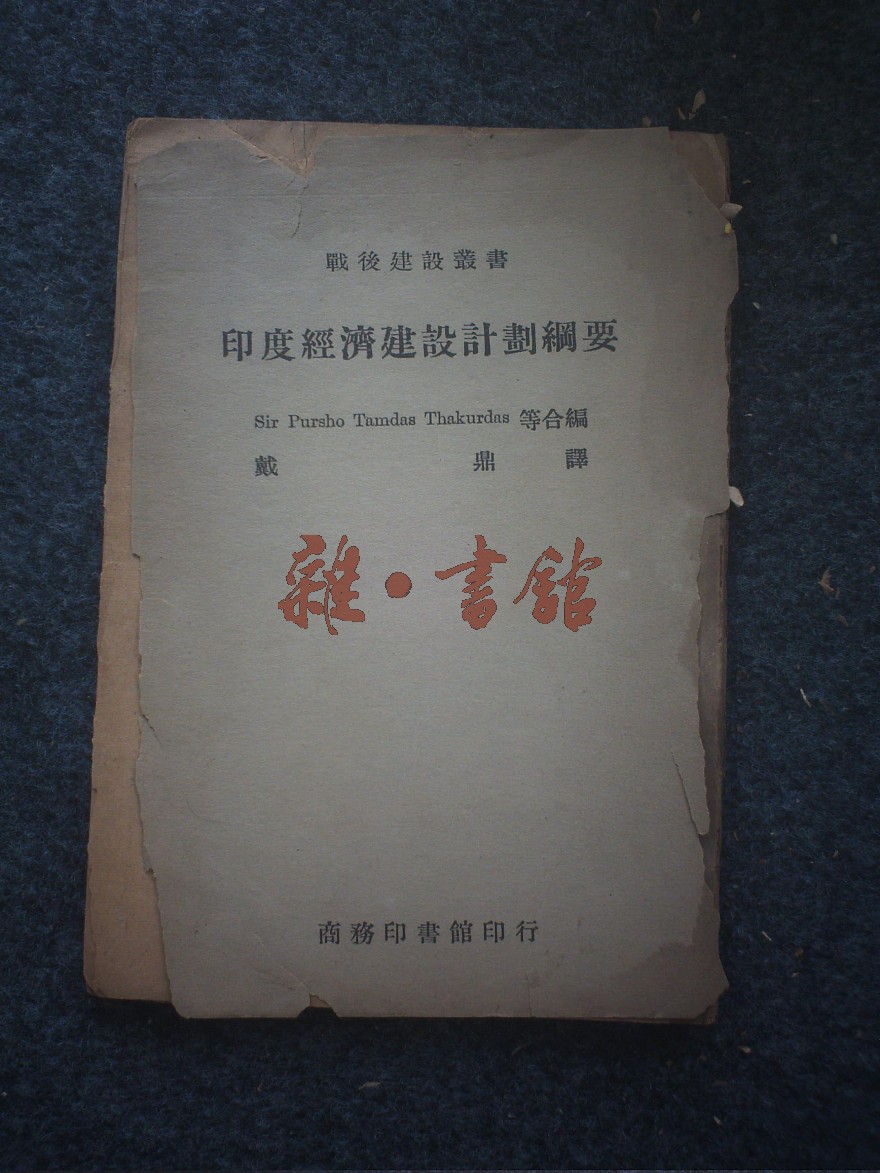 戰後建設叢書
印度經濟建設計劃綱要
Sir Pursho Tamdas Thakurdas 等合編
戴鼎譯
雜·書館
商務印書館印行